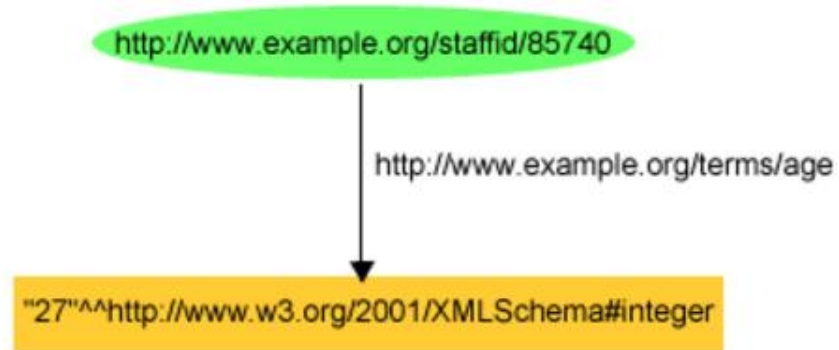 http://www.example.org/staffid/85740
http://www.example.org/terms/age
"27"^^http://www.w3.org/2001/XMLSchema#integer